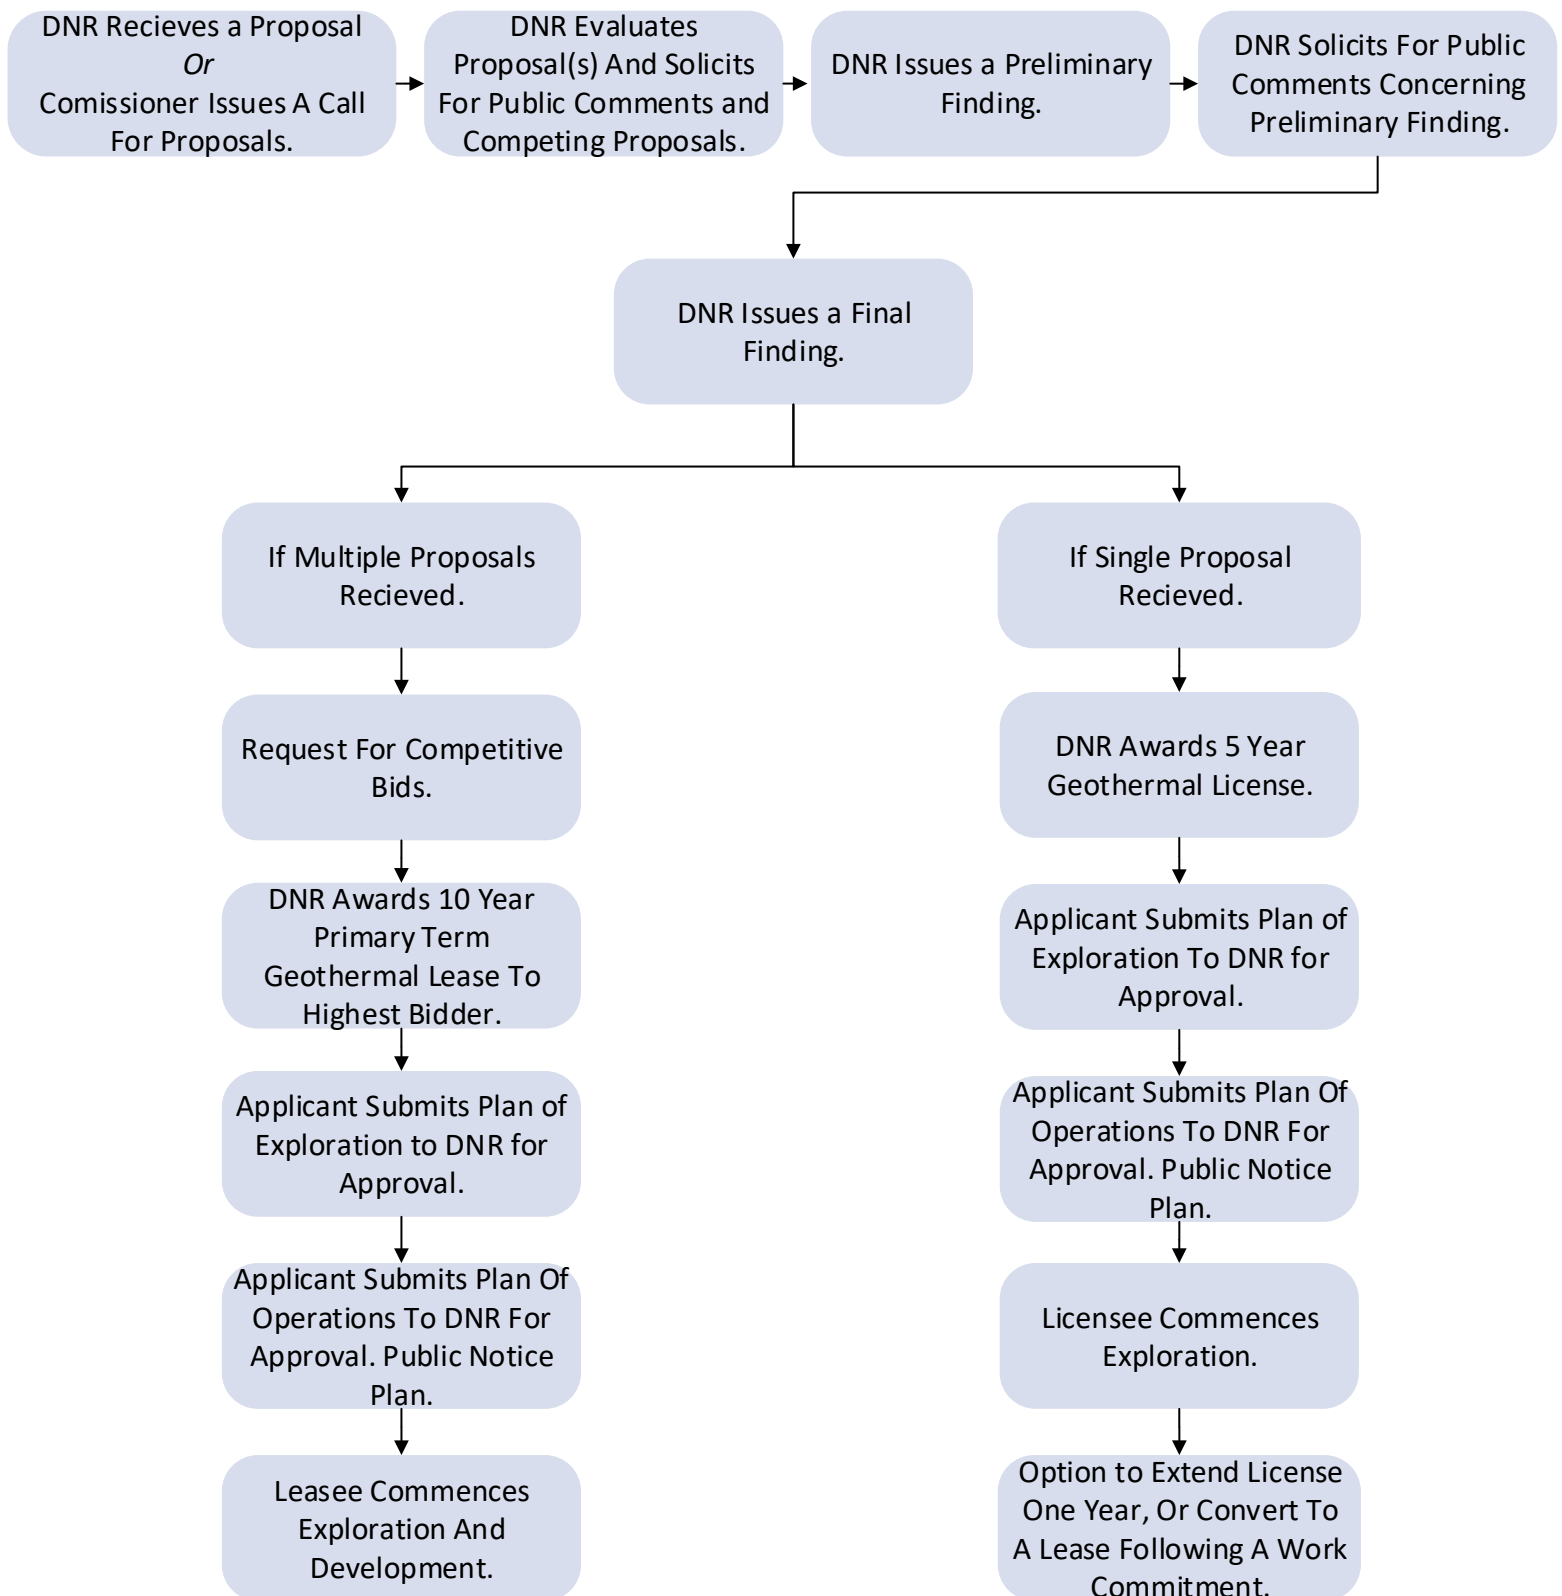 DNR Recieves a Proposal
Or
Comissioner Issues A Call
For Proposals.
DNR Evaluates
Proposal(s) And Solicits
For Public Comments and
Competing Proposals.
DNR Issues a Preliminary
Finding.
DNR Solicits For Public
Comments Concerning
Preliminary Finding.
DNR Issues a Final
Finding.
If Multiple Proposals
Recieved.
Request For Competitive
Bids.
DNR Awards 10 Year
Primary Term
Geothermal Lease To
Highest Bidder.
Applicant Submits Plan of
Exploration to DNR for
Approval.
Applicant Submits Plan Of
Operations To DNR For
Approval. Public Notice
Plan.
Leasee Commences
Exploration And
Development.
If Single Proposal
Recieved.
DNR Awards 5 Year
Geothermal License.
Applicant Submits Plan of
Exploration To DNR for
Approval.
Applicant Submits Plan Of
Operations To DNR For
Approval. Public Notice
Plan.
Licensee Commences
Exploration.
Option to Extend License
One Year, Or Convert To
A Lease Following A Work
Commitment.